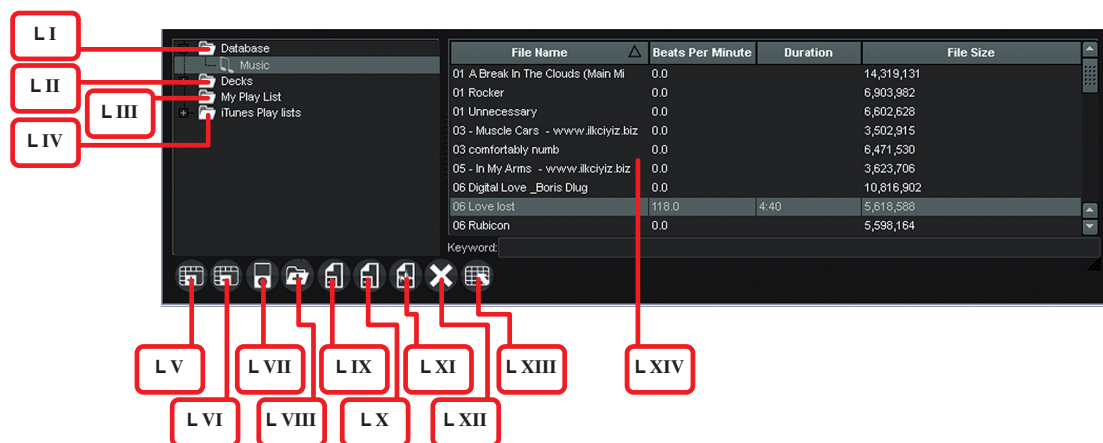 L I
L II
L III
L IV
Database
Music
Decks
My Play List
iTunes Play lists
File Name Beats Per Minute Duration File Size
01 A Break In The Clouds (Main Mi 0.0 14,319,131
01 Rocker 0.0 6,903,982
01 Unnecessary 0.0 6,602,628
03 - Muscle Cars - www.ilkciyiz.biz 0.0 3,502,915
03 comfortably numb 0.0 6,471,530
05 - In My Arms - www.ilkciyiz.biz 0.0 3,623,706
06 Digital Love _Boris Dlug 0.0 10,816,902
06 Love lost 118.0 4:40 5,618,588
06 Rubicon 0.0 5,598,164
Keyword:
L V L VII L IX L XI L XIII L XIV
L VI L VIII L X L XII